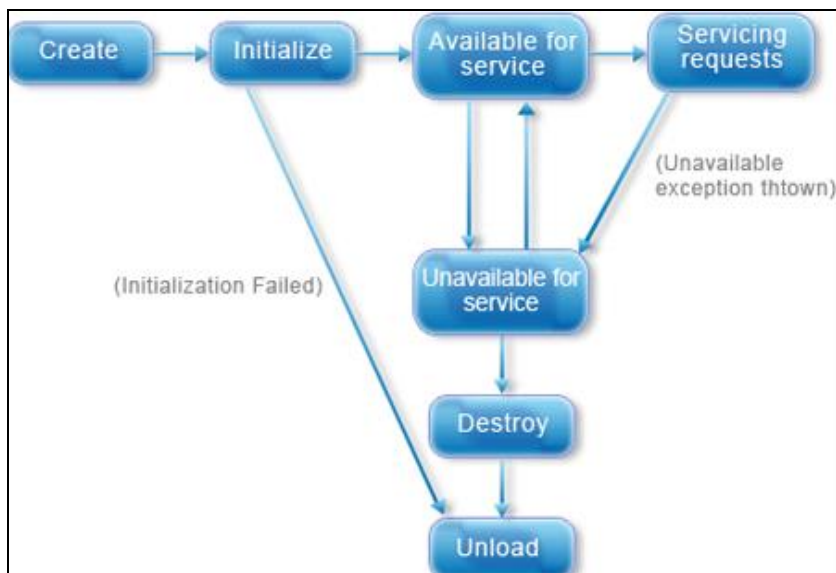 Create
Initialize
Available for
service
Servicing
requests
(Unavailable
exception thtown)
(Initialization Failed)
Unavailable for
service
Destroy
Unload